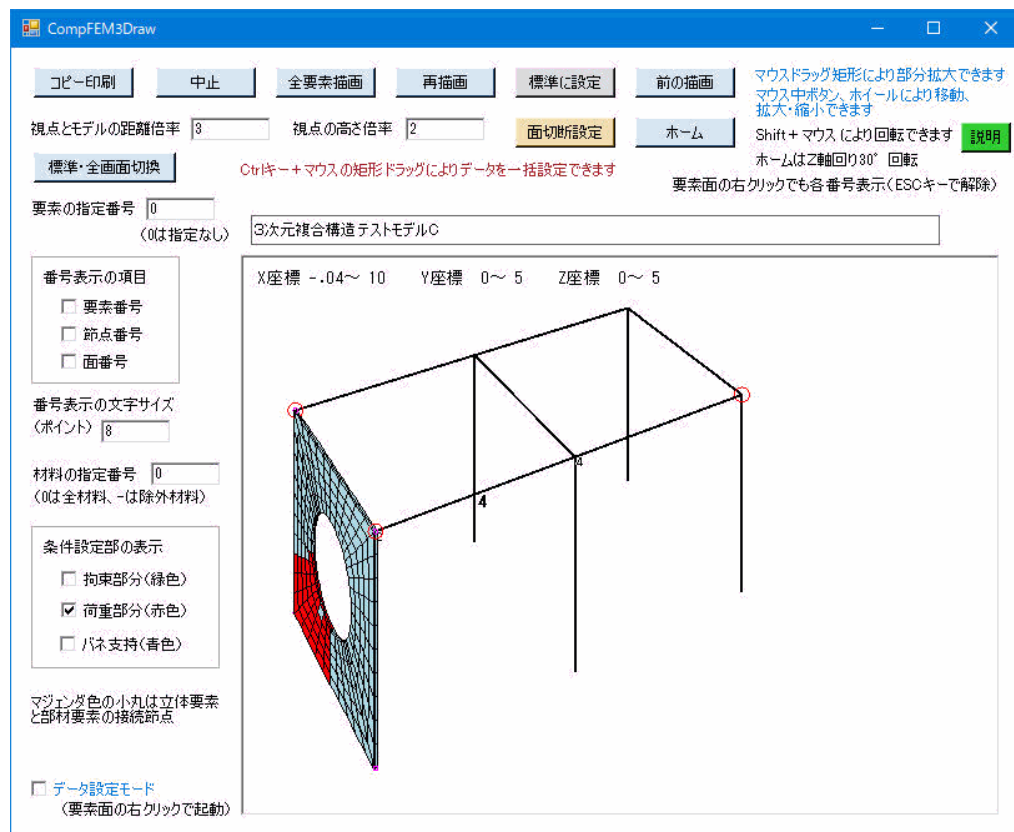 CompFEM3Draw
コピー印刷 中止 全要素描画 再描画 標準に設定 前の描画
マウスドラッグ矩形により部分拡大できます
マウス中ボタン、ホイールにより移動、
拡大・縮小できます
視点とモデルの距離倍率 3 視点の高さ倍率 2 面切断設定 ホーム
Shift+マウスにより回転できます 説明
標準・全画面切換
Ctrlキー+マウスの矩形ドラッグによりデータを一括設定できます
ホームはZ軸回り30° 回転
要素面の右クリックでも各番号表示(ESCキーで解除)
要素の指定番号 0
(0は指定なし)
3次元複合構造テストモデルC
番号表示の項目
要素番号
節点番号
面番号
番号表示の文字サイズ
(ポイント) 8
材料の指定番号 0
(0は全材料、-は除外材料)
条件設定部の表示
拘束部分(緑色)
荷重部分(赤色)
バネ支持(青色)
マジェンダ色の小丸は立体要素
と部材要素の接続節点
データ設定モード
(要素面の右クリックで起動)
X座標 -.04~ 10 Y座標 0~ 5 Z座標 0~ 5
4
4